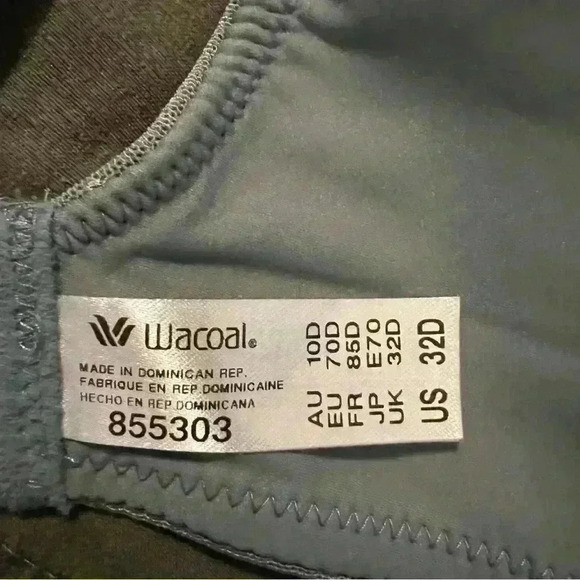 Wacoal®
MADE IN DOMINICAN REP.
FABRIQUE EN REP.DOMINICAINE
HECHO EN REP.DOMINICANA
855303
AU 10D
EU 70D
FR 85D
JP E70
UK 32D
US 32D